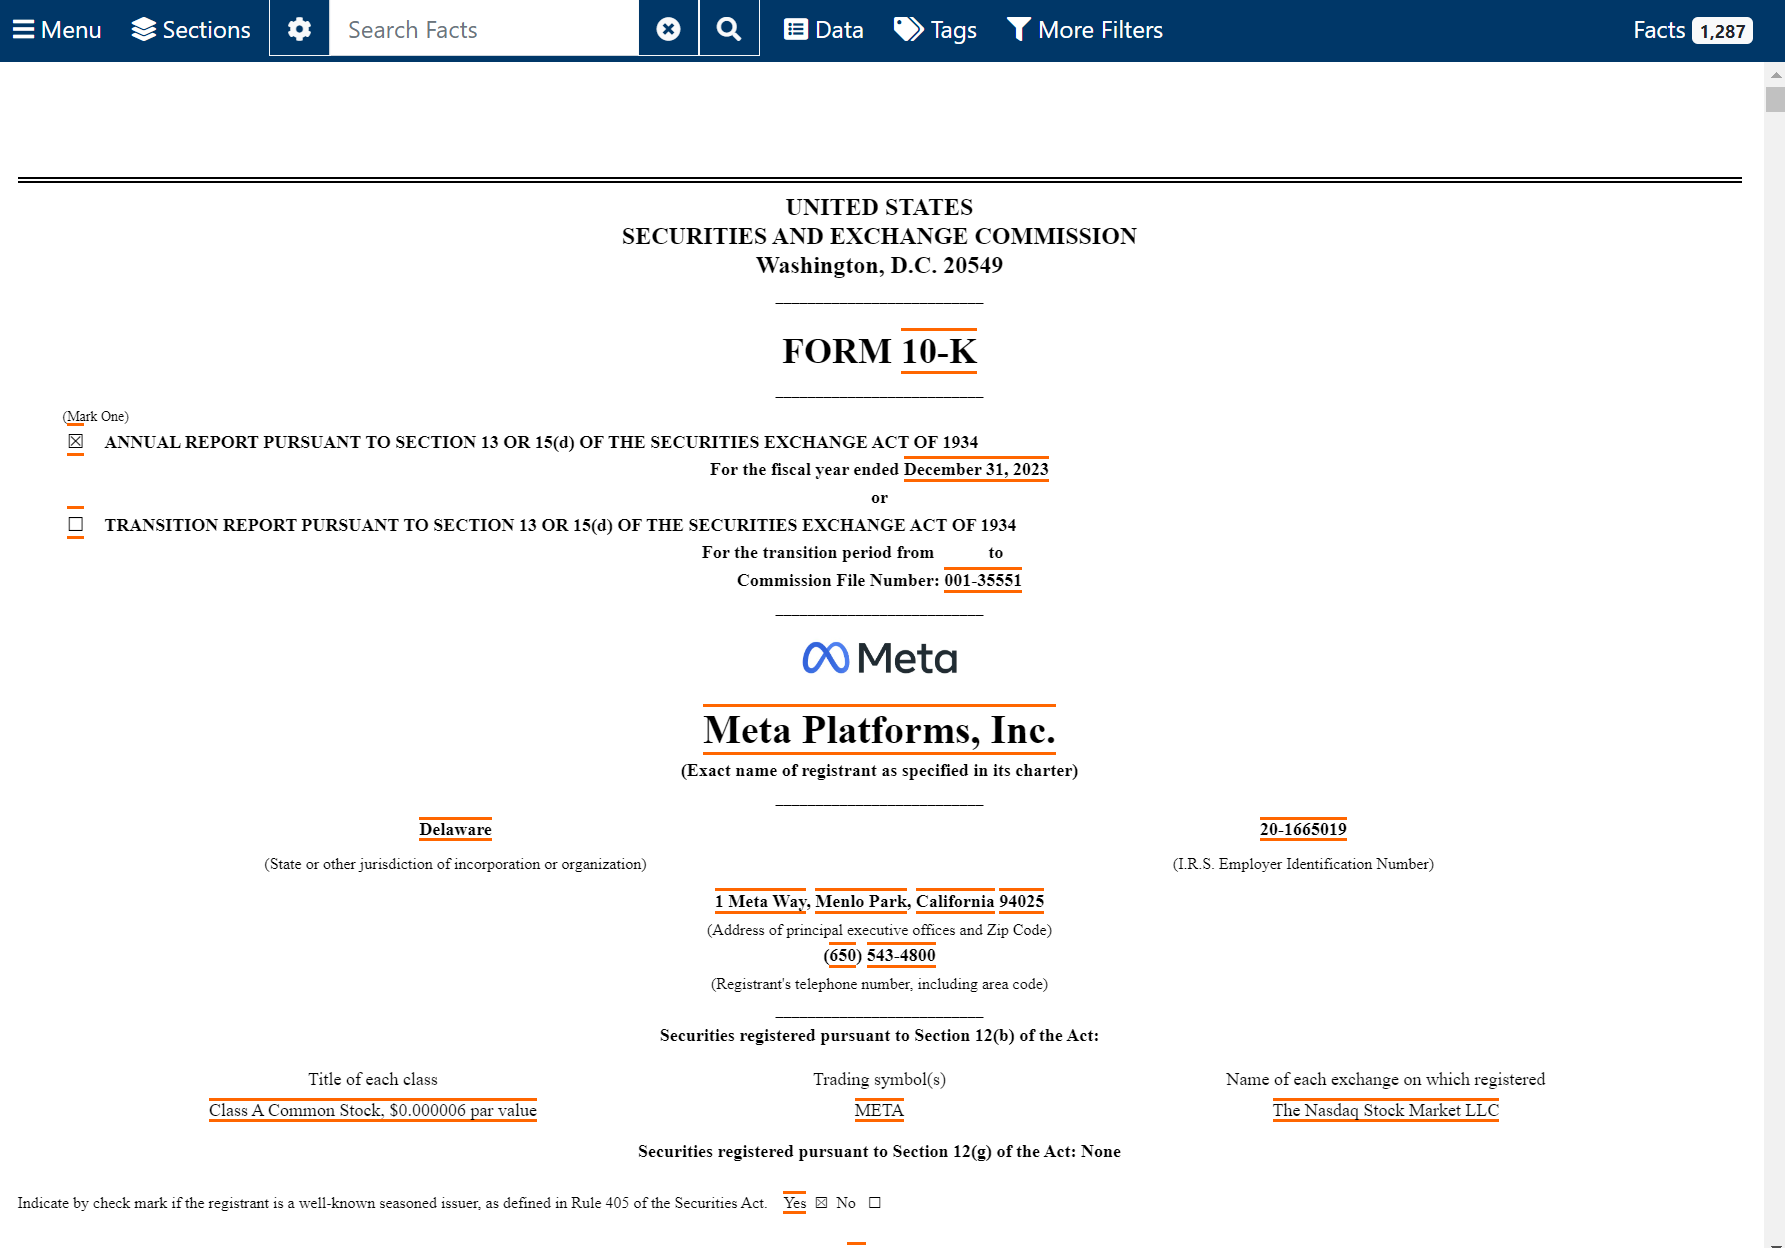 Menu Sections Search Facts Data Tags More Filters Facts 1,287
UNITED STATES
SECURITIES AND EXCHANGE COMMISSION
Washington, D.C. 20549
__________________________
FORM 10-K
__________________________
(Mark One)
☒ ANNUAL REPORT PURSUANT TO SECTION 13 OR 15(d) OF THE SECURITIES EXCHANGE ACT OF 1934
For the fiscal year ended December 31, 2023
or
☐ TRANSITION REPORT PURSUANT TO SECTION 13 OR 15(d) OF THE SECURITIES EXCHANGE ACT OF 1934
For the transition period from to
Commission File Number: 001-35551
__________________________
Meta
Meta Platforms, Inc.
(Exact name of registrant as specified in its charter)
__________________________
Delaware 20-1665019
(State or other jurisdiction of incorporation or organization) (I.R.S. Employer Identification Number)
1 Meta Way, Menlo Park, California 94025
(Address of principal executive offices and Zip Code)
(650) 543-4800
(Registrant's telephone number, including area code)
__________________________
Securities registered pursuant to Section 12(b) of the Act:
Title of each class Trading symbol(s) Name of each exchange on which registered
Class A Common Stock, $0.000006 par value META The Nasdaq Stock Market LLC
Securities registered pursuant to Section 12(g) of the Act: None
Indicate by check mark if the registrant is a well-known seasoned issuer, as defined in Rule 405 of the Securities Act. Yes ☒ No ☐